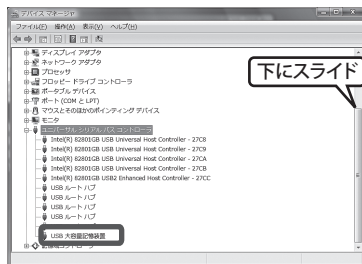 デバイス マネージャ
ファイル(F) 操作(A) 表示(V) ヘルプ(H)
ディスプレイ アダプタ
ネットワーク アダプタ
プロセッサ
フロッピー ドライブ コントローラ
ポータブル デバイス
ポート (COM と LPT)
マウスとそのほかのポインティング デバイス
モニタ
ユニバーサル シリアル バス コントローラ
Intel(R) 82801GB USB Universal Host Controller - 27C8
Intel(R) 82801GB USB Universal Host Controller - 27C9
Intel(R) 82801GB USB Universal Host Controller - 27CA
Intel(R) 82801GB USB Universal Host Controller - 27CB
Intel(R) 82801GB USB2 Enhanced Host Controller - 27CC
USB ルート ハブ
USB ルート ハブ
USB ルート ハブ
USB ルート ハブ
USB 大容量記憶装置
記憶域コントローラ
下にスライド